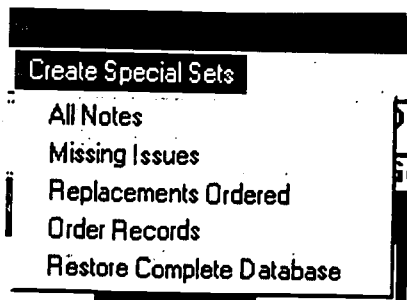 Create Special Sets
All Notes
Missing Issues
Replacements Ordered
Order Records
Restore Complete Database